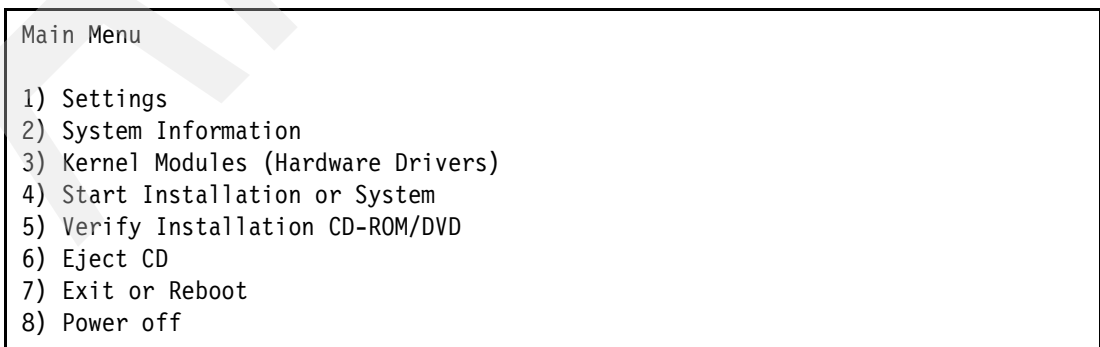 Main Menu
1) Settings
2) System Information
3) Kernel Modules (Hardware Drivers)
4) Start Installation or System
5) Verify Installation CD-ROM/DVD
6) Eject CD
7) Exit or Reboot
8) Power off